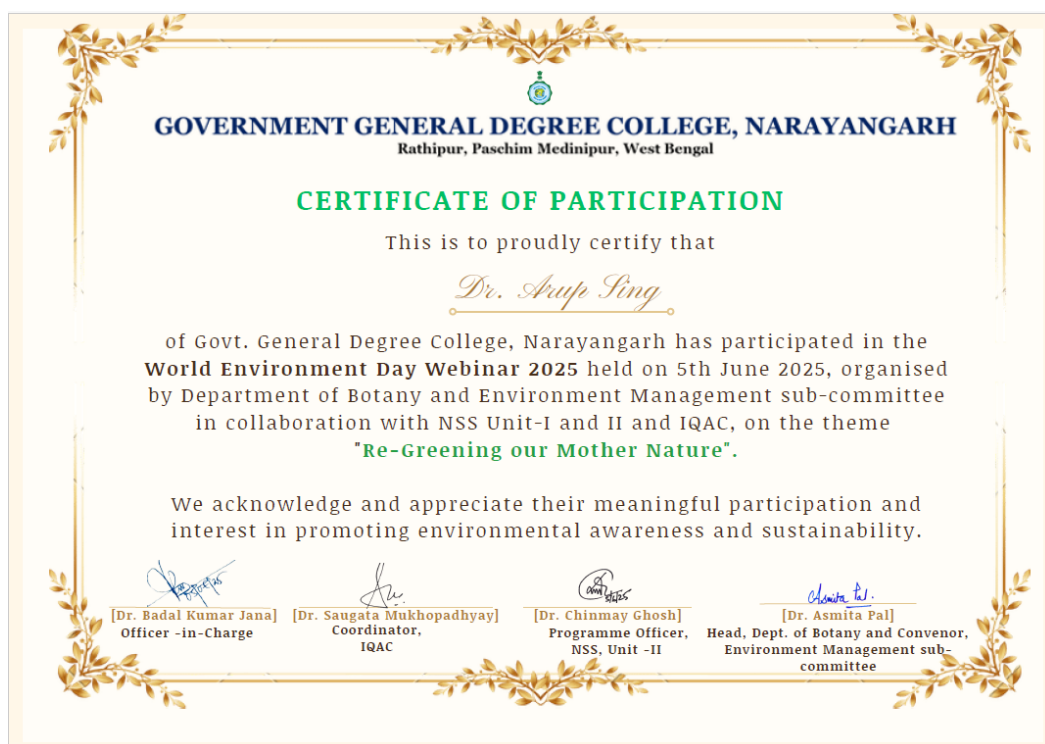 GOVERNMENT GENERAL DEGREE COLLEGE, NARAYANGARH
Rathipur, Paschim Medinipur, West Bengal
CERTIFICATE OF PARTICIPATION
This is to proudly certify that
Dr. Arup Sing
of Govt. General Degree College, Narayangarh has participated in the
World Environment Day Webinar 2025 held on 5th June 2025, organised
by Department of Botany and Environment Management sub-committee
in collaboration with NSS Unit-I and II and IQAC, on the theme
"Re-Greening our Mother Nature".
We acknowledge and appreciate their meaningful participation and
interest in promoting environmental awareness and sustainability.
Asmita Pal.
[Dr. Badal Kumar Jana]
Officer -in-Charge
[Dr. Saugata Mukhopadhyay]
Coordinator,
IQAC
[Dr. Chinmay Ghosh]
Programme Officer,
NSS, Unit -II
[Dr. Asmita Pal]
Head, Dept. of Botany and Convenor,
Environment Management sub-
committee